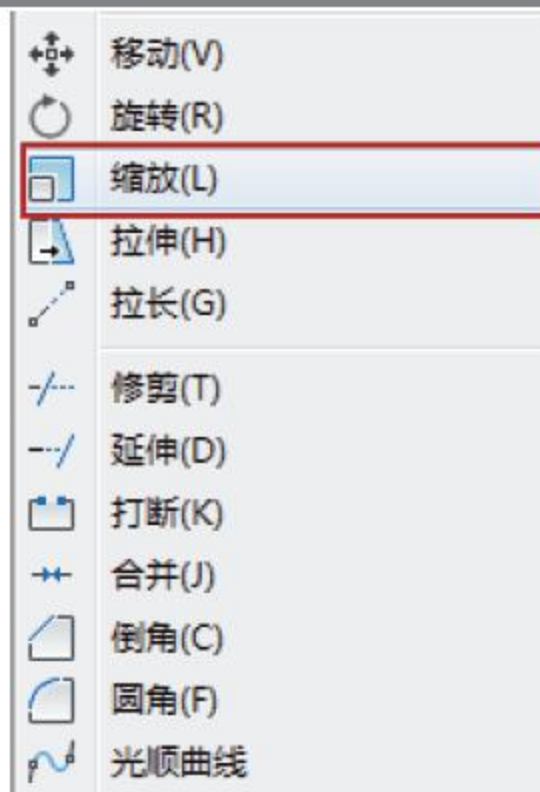 移动(V)
旋转(R)
缩放(L)
拉伸(H)
拉长(G)
修剪(T)
延伸(D)
打断(K)
合并(J)
倒角(C)
圆角(F)
光顺曲线